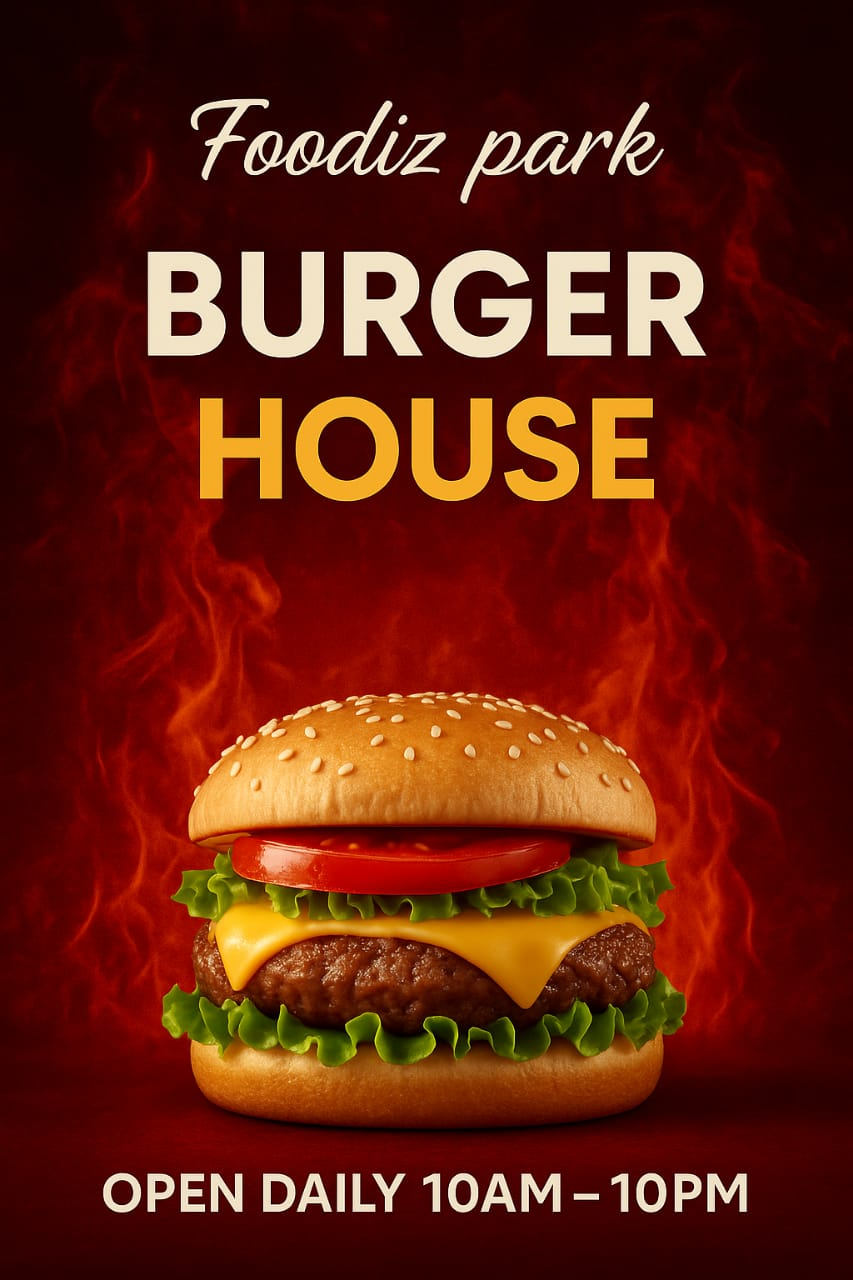 Foodiz park
BURGER
HOUSE
OPEN DAILY 10AM – 10PM